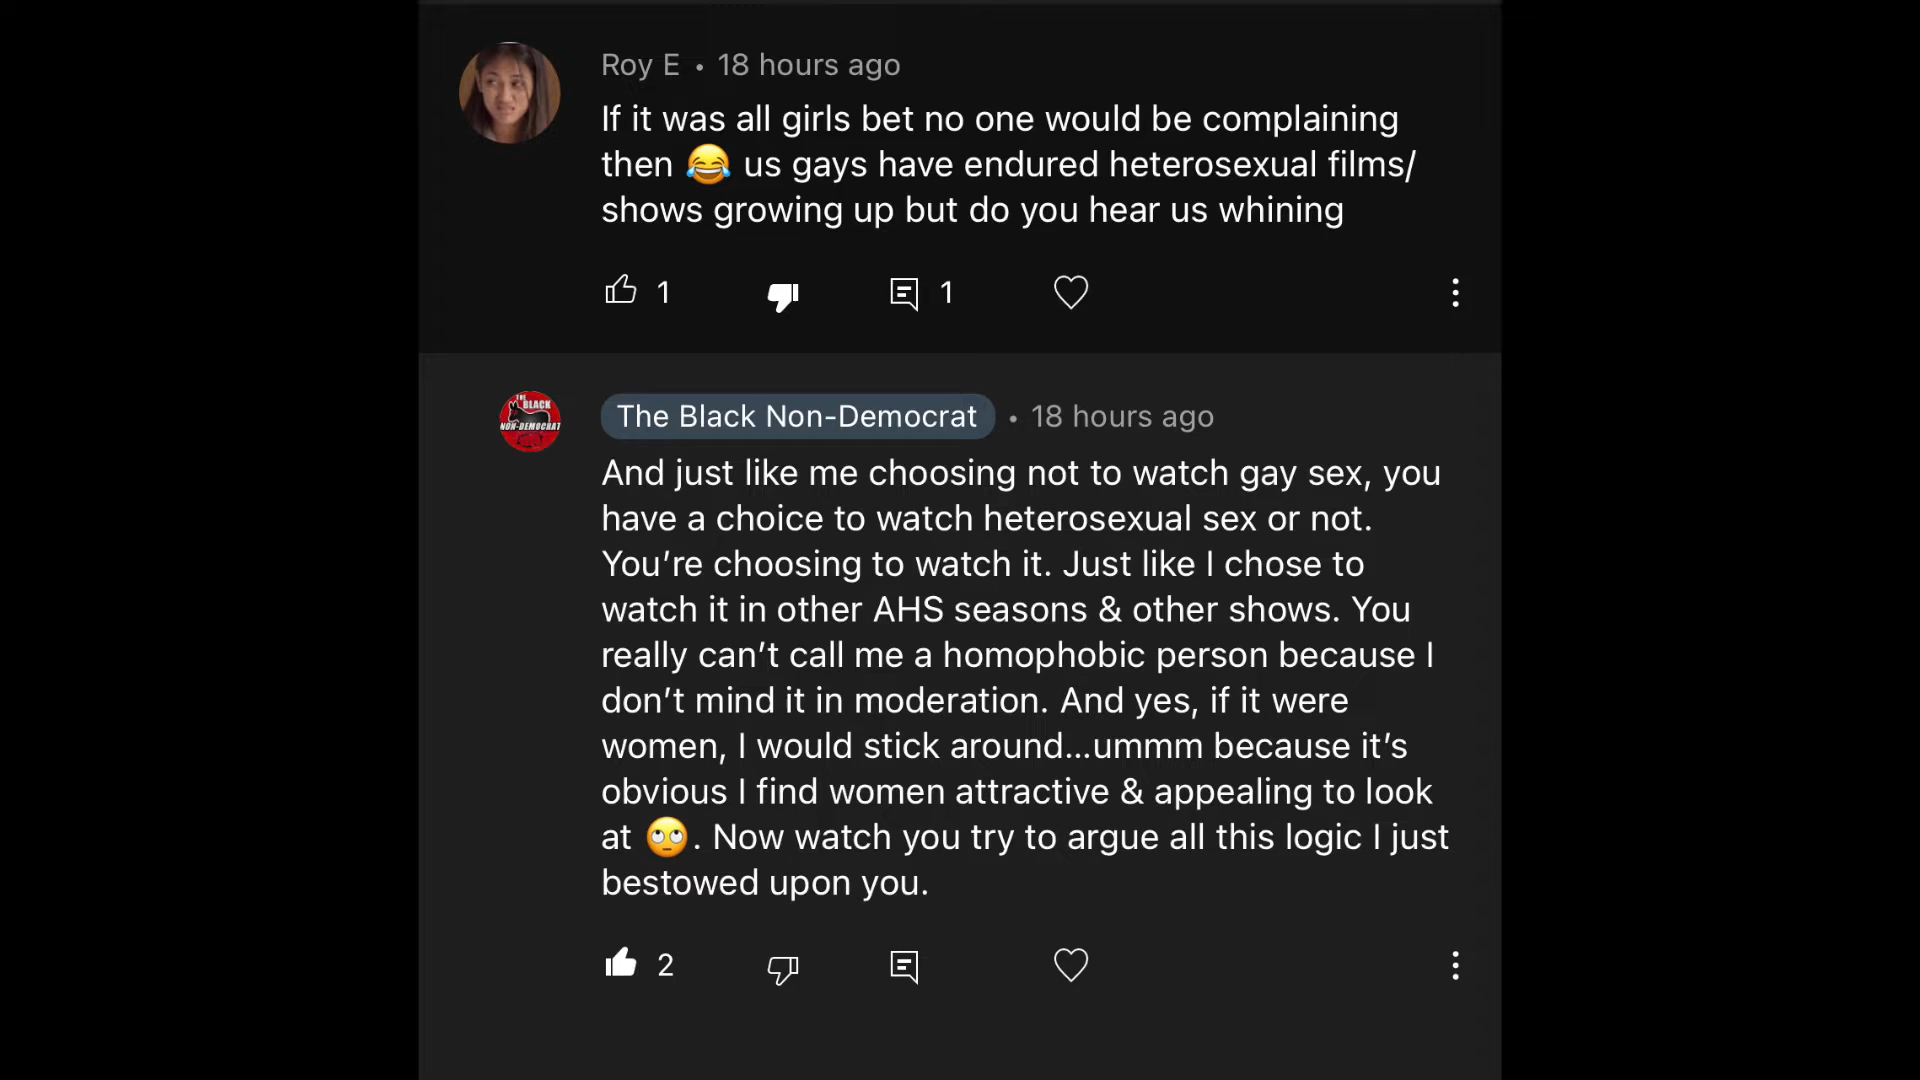 Roy E • 18 hours ago
If it was all girls bet no one would be complaining
then 😂 us gays have endured heterosexual films/
shows growing up but do you hear us whining
1
1
THE
BLACK
NON-DEMOCRAT
The Black Non-Democrat • 18 hours ago
And just like me choosing not to watch gay sex, you
have a choice to watch heterosexual sex or not.
You’re choosing to watch it. Just like I chose to
watch it in other AHS seasons & other shows. You
really can’t call me a homophobic person because I
don’t mind it in moderation. And yes, if it were
women, I would stick around...ummm because it’s
obvious I find women attractive & appealing to look
at 🙄. Now watch you try to argue all this logic I just
bestowed upon you.
2